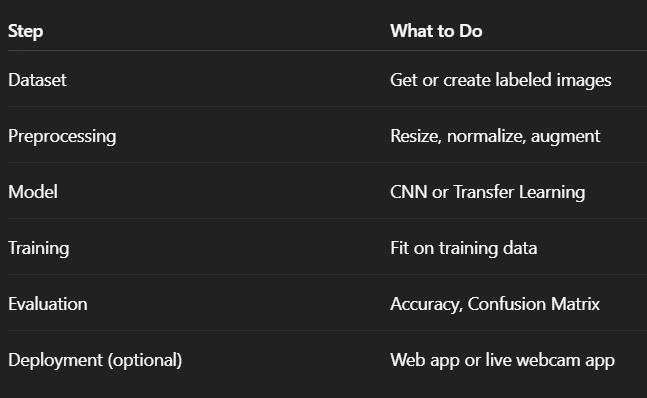 Step What to Do
Dataset Get or create labeled images
Preprocessing Resize, normalize, augment
Model CNN or Transfer Learning
Training Fit on training data
Evaluation Accuracy, Confusion Matrix
Deployment (optional) Web app or live webcam app